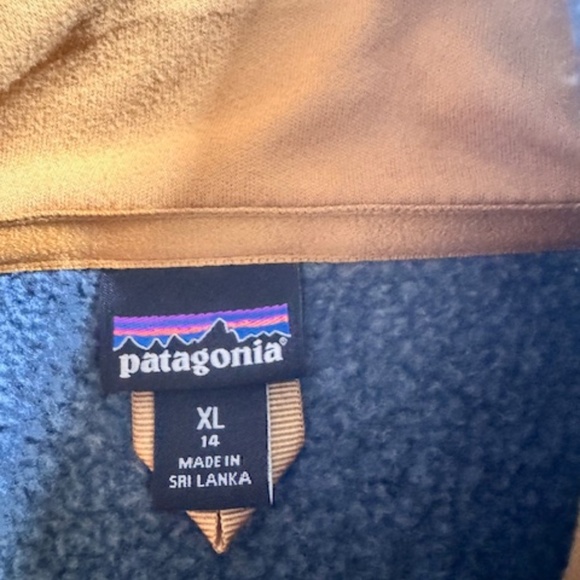 patagonia®
XL
14
MADE IN
SRI LANKA